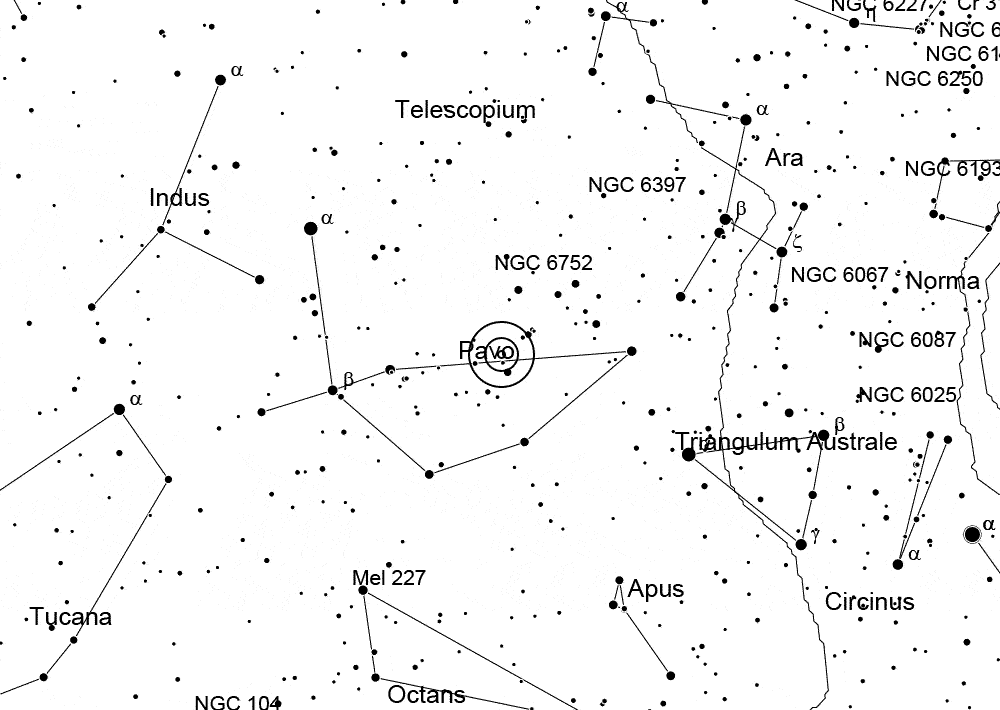 NGC 6227
Cr 3
η
α
NGC 6
NGC 61
α
NGC 6250
Telescopium
α
Ara
NGC 6193
NGC 6397
Indus
β
α
ζ
NGC 6752
NGC 6067
Norma
NGC 6087
Pavo
β
α
NGC 6025
β
Triangulum Australe
α
α
γ
Mel 227
Apus
Circinus
Tucana
Octans
NGC 104